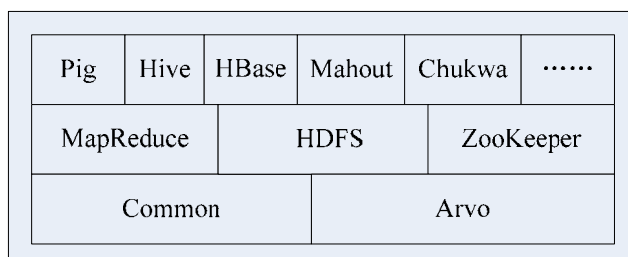 Pig Hive HBase Mahout Chukwa ······
MapReduce HDFS ZooKeeper
Common Arvo